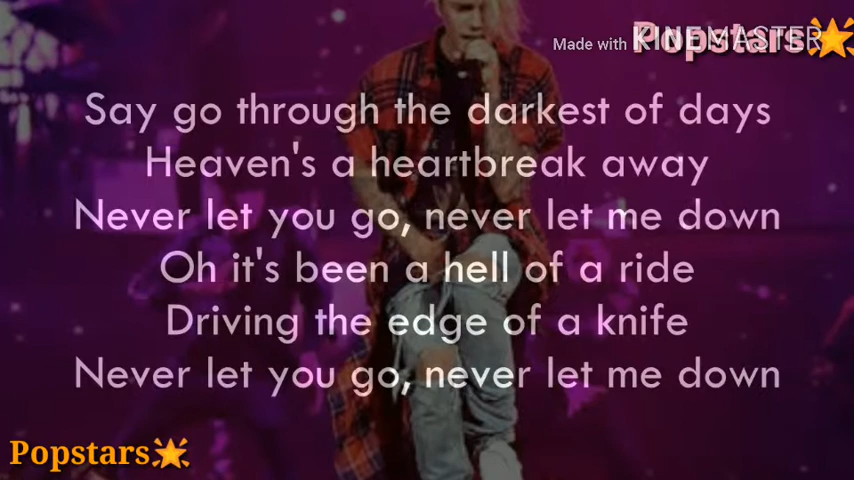 Made with KINEMASTER
Popstars🌟
Say go through the darkest of days
Heaven's a heartbreak away
Never let you go, never let me down
Oh it's been a hell of a ride
Driving the edge of a knife
Never let you go, never let me down
Popstars🌟